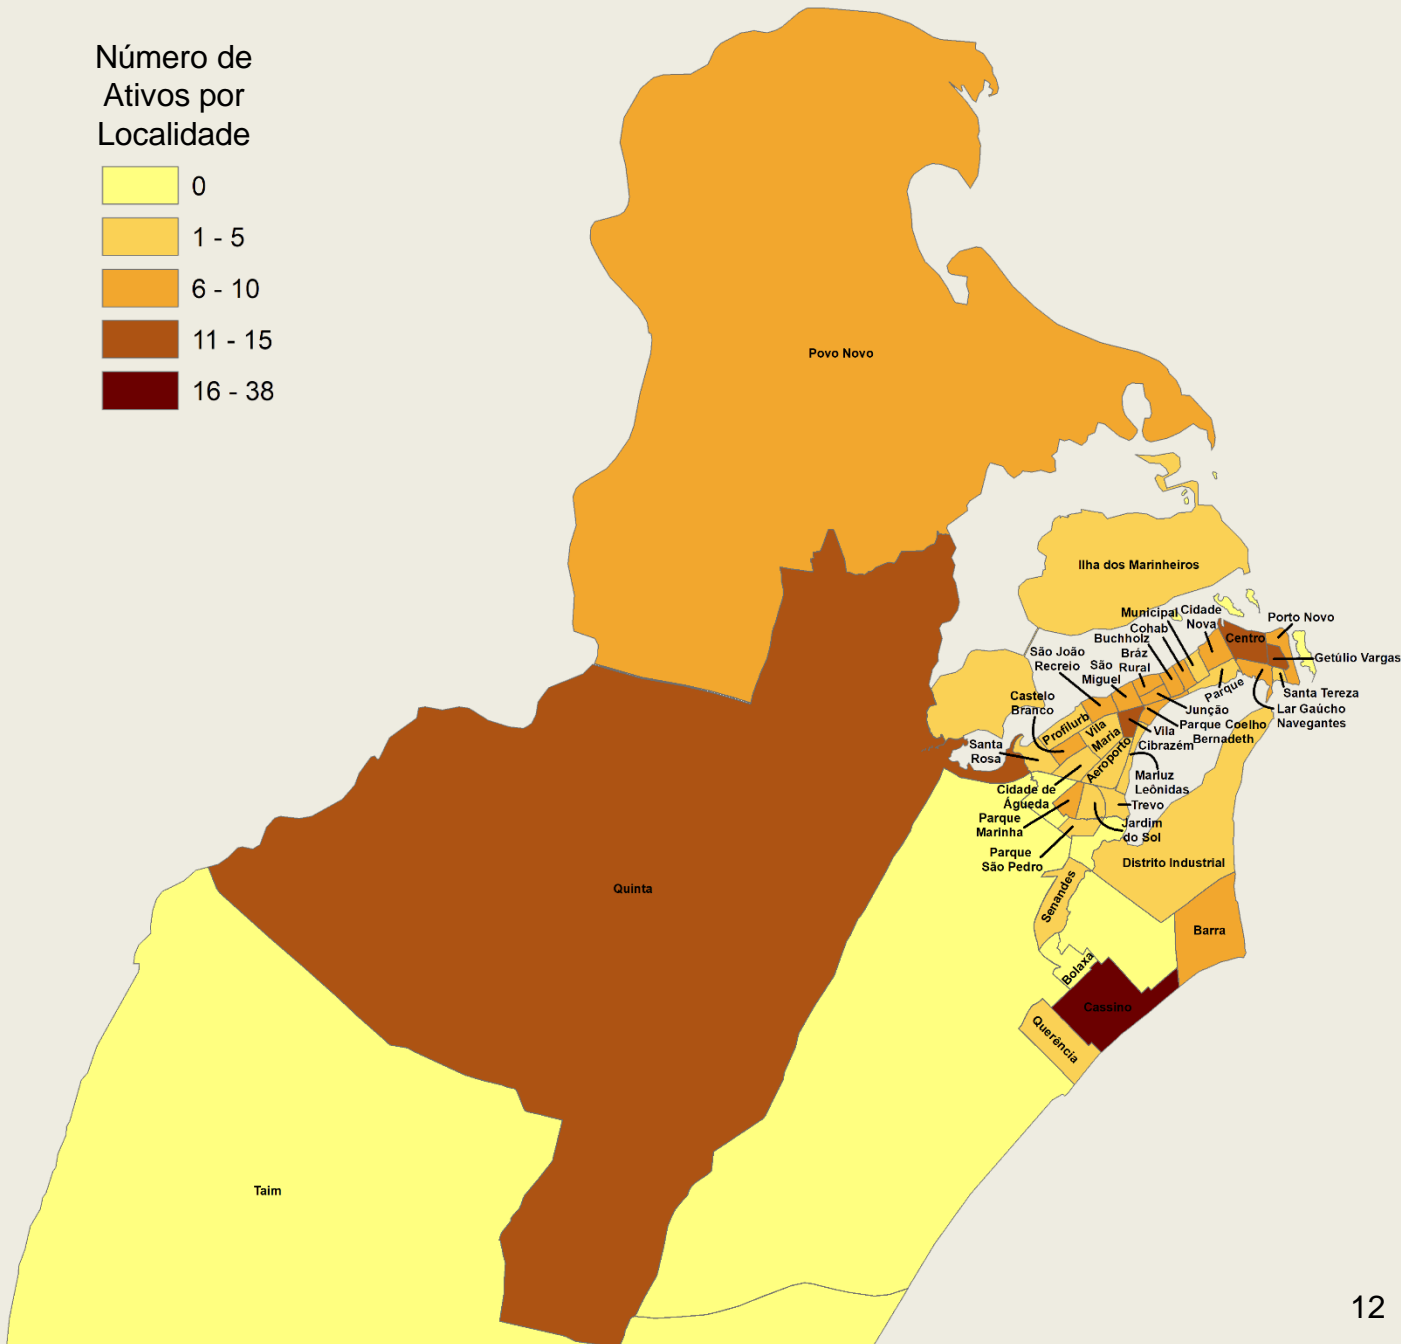 Número de
Ativos por
Localidade
0
1 - 5
6 - 10
11 - 15
16 - 38
Povo Novo
Ilha dos Marinheiros
Municipal
Cidade
Nova
Porto Novo
Cohab
Buchholz
Centro
Bráz
Rural
São João
Recreio
São
Miguel
Getúlio Vargas
Castelo
Branco
Parque
Santa Tereza
Lar Gaúcho
Navegantes
Junção
Parque Coelho
Bernadeth
Profilurb
Vila
Maria
Vila
Cibrazém
Santa
Rosa
Aeroporto
Marluz
Leônidas
Cidade de
Águeda
Trevo
Parque
Marinha
Jardim
do Sol
Parque
São Pedro
Distrito Industrial
Quinta
Senandes
Barra
Bolaxa
Cassino
Querência
Taim
12